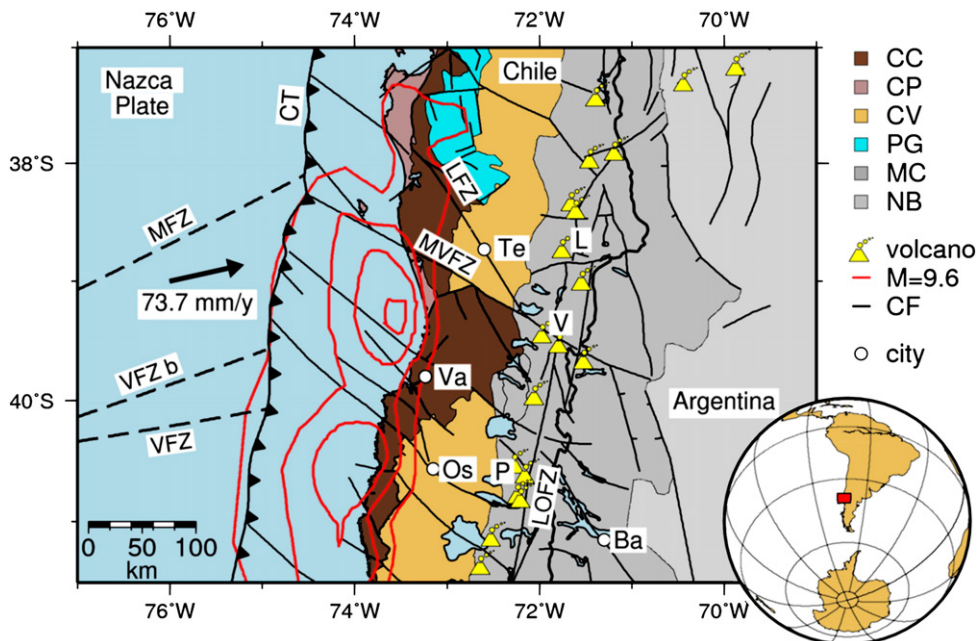 76°W 74°W 72°W 70°W
Nazca
Plate
CT
Chile
CC
CP
CV
PG
MC
NB
38°S
LFZ
MFZ
MVFZ
Te
L
volcano
M=9.6
CF
city
73.7 mm/y
V
VFZ b
Va
40°S
Argentina
VFZ
Os
P
LOFZ
Ba
0 50 100
km
76°W 74°W 72°W 70°W